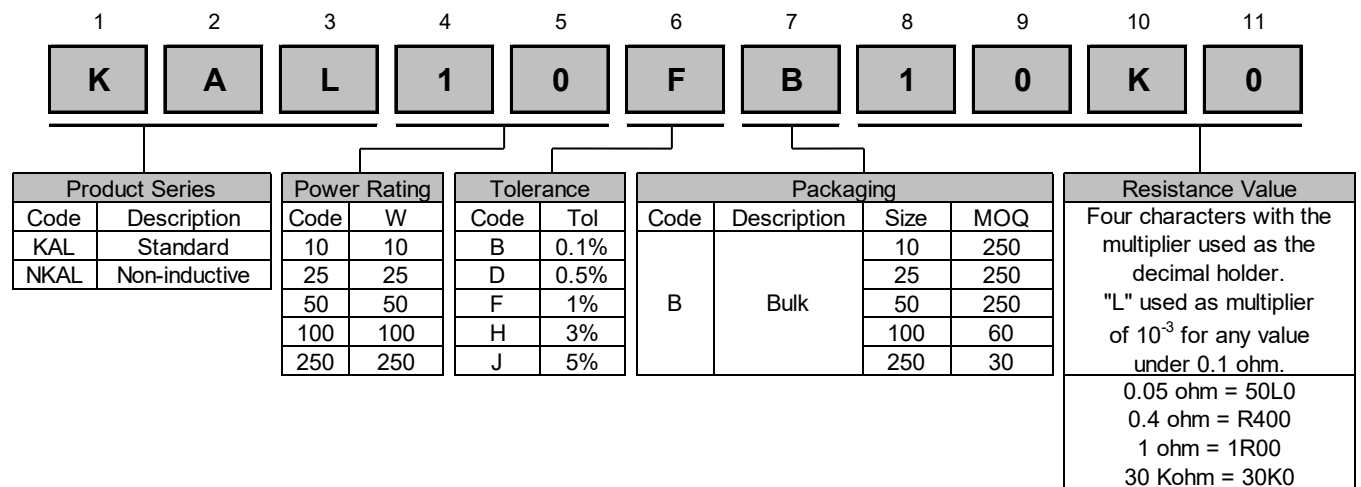 1 2 3 4 5 6 7 8 9 10 11
K A L 1 0 F B 1 0 K 0
Product Series
Code Description
KAL Standard
NKAL Non-inductive
Power Rating
Code W
10 10
25 25
50 50
100 100
250 250
Tolerance
Code Tol
B 0.1%
D 0.5%
F 1%
H 3%
J 5%
Packaging
Code Description Size MOQ
B Bulk
10 250
25 250
50 250
100 60
250 30
Resistance Value
Four characters with the
multiplier used as the
decimal holder.
"L" used as multiplier
of 10⁻³ for any value
under 0.1 ohm.
0.05 ohm = 50L0
0.4 ohm = R400
1 ohm = 1R00
30 Kohm = 30K0